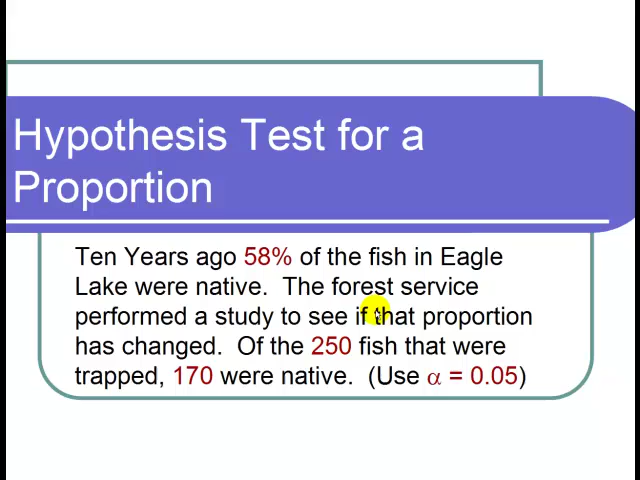 Hypothesis Test for a
Proportion
Ten Years ago 58% of the fish in Eagle
Lake were native.  The forest service
performed a study to see if that proportion
has changed.  Of the 250 fish that were
trapped, 170 were native.  (Use α = 0.05)